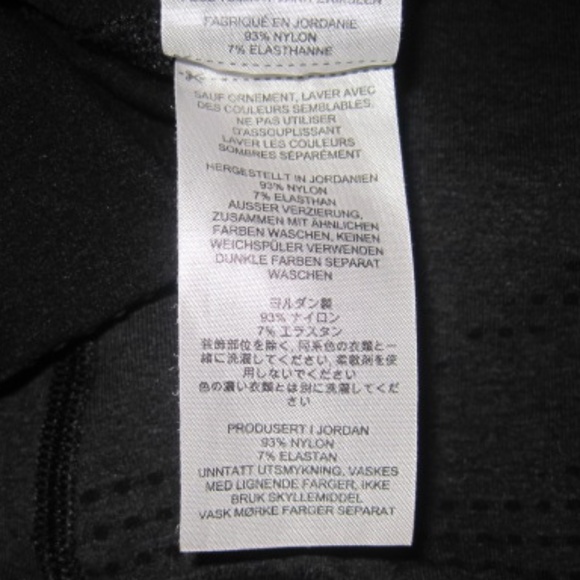 FABRIQUÉ EN JORDANIE
93% NYLON
7% ELASTHANNE
SAUF ORNEMENT, LAVER AVEC
DES COULEURS SEMBLABLES,
NE PAS UTILISER
D'ASSOUPLISSANT
LAVER LES COULEURS
SOMBRES SÉPARÉMENT
HERGESTELLT IN JORDANIEN
93% NYLON
7% ELASTHAN
AUSSER VERZIERUNG,
ZUSAMMEN MIT ÄHNLICHEN
FARBEN WASCHEN, KEINEN
WEICHSPÜLER VERWENDEN
DUNKLE FARBEN SEPARAT
WASCHEN
ヨルダン製
93% ナイロン
7% エラスタン
装飾部位を除く, 同系色の衣類と一
緒に洗濯してください, 柔軟剤を使
用しないでください
色の濃い衣類とは別に洗濯してくだ
さい
PRODUSERT I JORDAN
93% NYLON
7% ELASTAN
UNNTATT UTSMYKNING, VASKES
MED LIGNENDE FARGER, IKKE
BRUK SKYLLEMIDDEL
VASK MØRKE FARGER SEPARAT